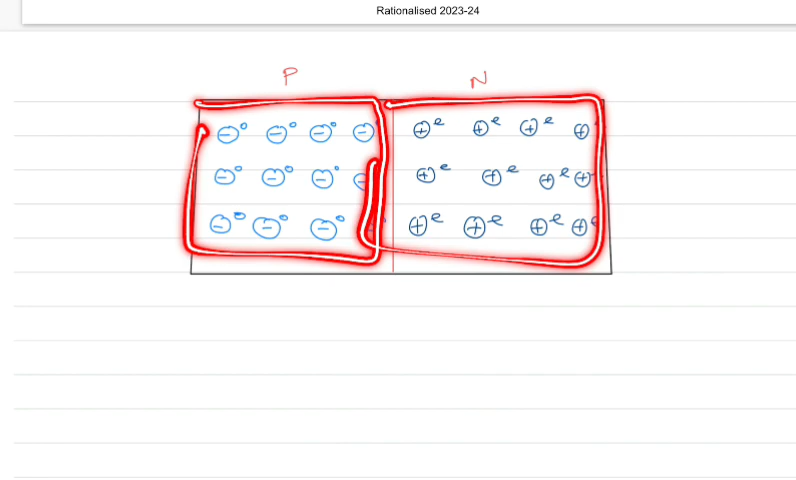 Rationalised 2023-24
P N
⊖° ⊖° ⊖° ⊖ ⊕e ⊕e ⊕e ⊕
⊖° ⊖° ⊖° ⊖ ⊕e ⊕e ⊕e ⊕
⊖° ⊖° ⊖° ⊕e ⊕e ⊕e ⊕e